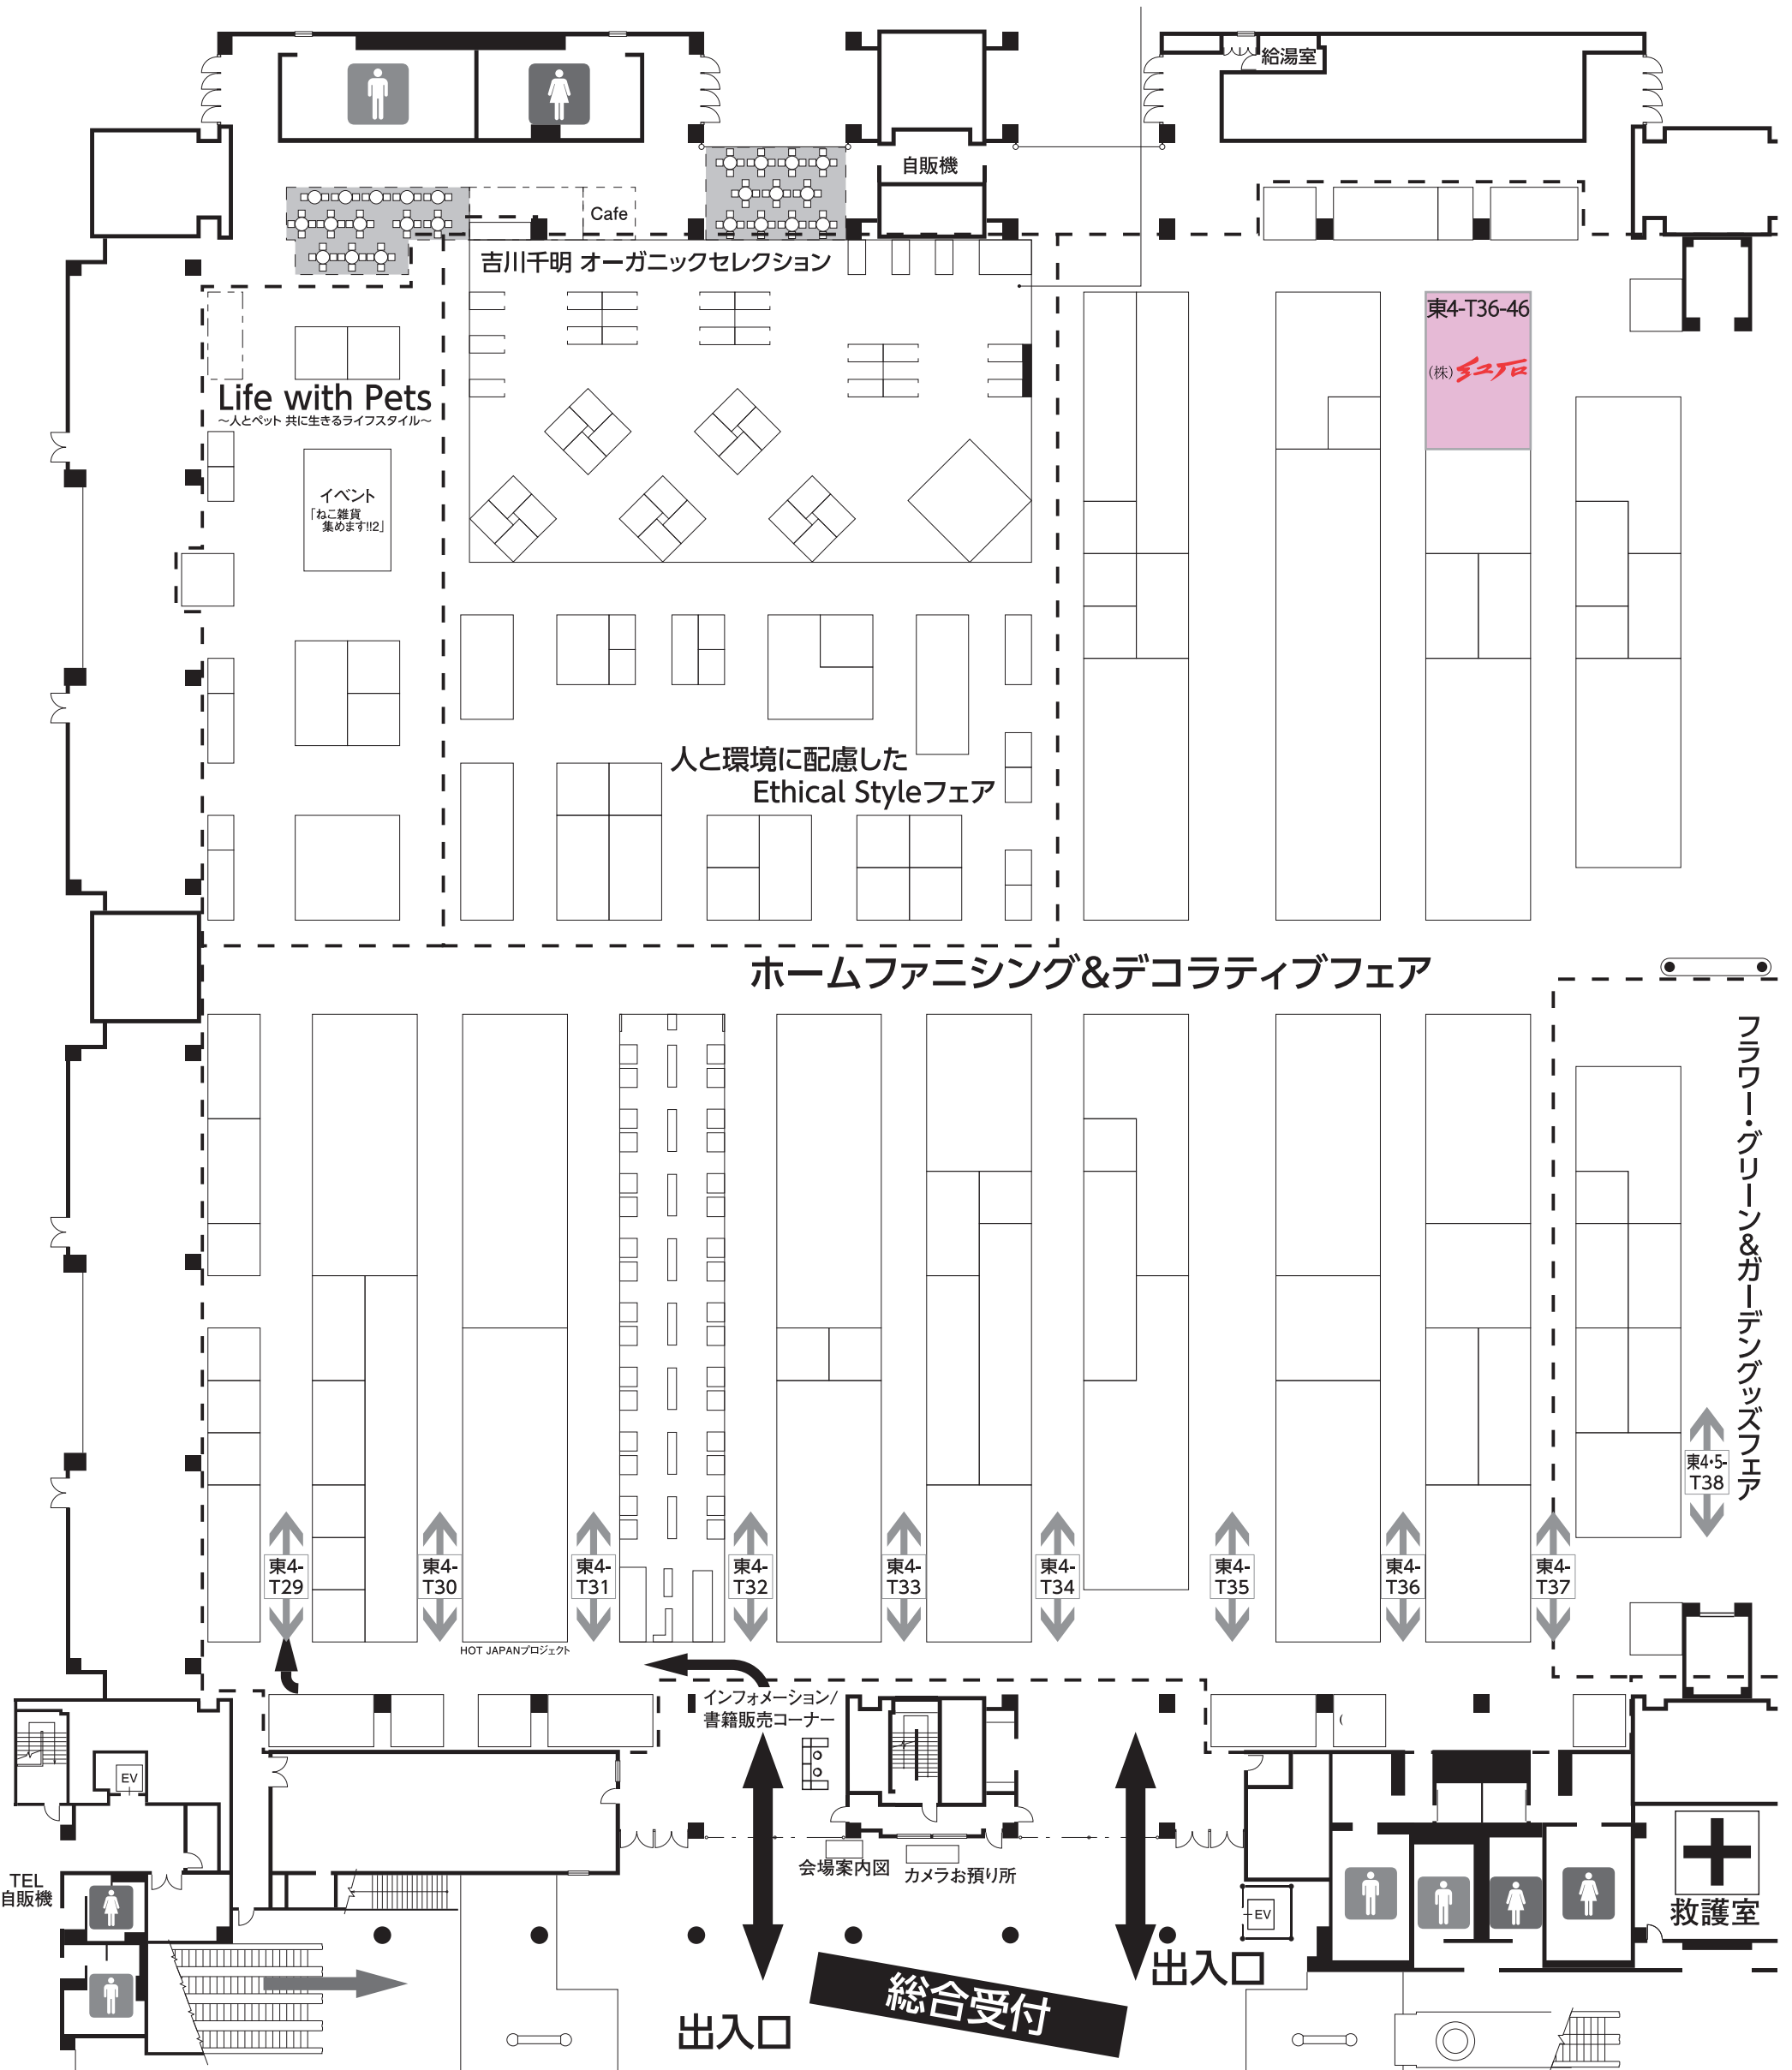 給湯室
自販機
Cafe
吉川千明 オーガニックセレクション
東4-T36-46
(株)
Life with Pets
〜人とペット 共に生きるライフスタイル〜
イベント
「ねこ雑貨
集めます!!2」
人と環境に配慮した
Ethical Styleフェア
ホームファニシング&デコラティブフェア
フラワー・グリーン&ガーデングッズフェア
東4・5-
T38
東4-
T29
東4-
T30
東4-
T31
東4-
T32
東4-
T33
東4-
T34
東4-
T35
東4-
T36
東4-
T37
HOT JAPANプロジェクト
インフォメーション/
書籍販売コーナー
(
EV
会場案内図
カメラお預り所
TEL
自販機
EV
救護室
出入口
総合受付
出入口